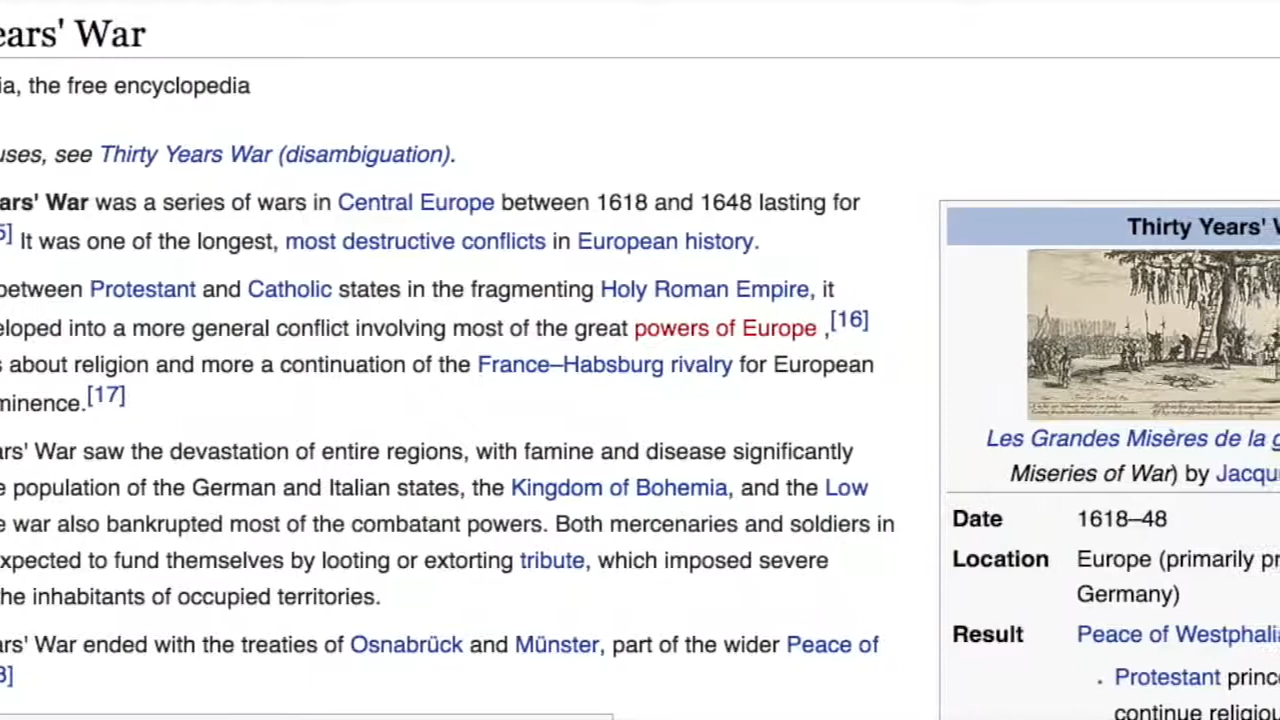 ears' War
ia, the free encyclopedia
uses, see Thirty Years War (disambiguation).
ars' War was a series of wars in Central Europe between 1618 and 1648 lasting for
5] It was one of the longest, most destructive conflicts in European history.
between Protestant and Catholic states in the fragmenting Holy Roman Empire, it
eloped into a more general conflict involving most of the great powers of Europe ,[16]
s about religion and more a continuation of the France–Habsburg rivalry for European
minence.[17]
ars' War saw the devastation of entire regions, with famine and disease significantly
e population of the German and Italian states, the Kingdom of Bohemia, and the Low
e war also bankrupted most of the combatant powers. Both mercenaries and soldiers in
xpected to fund themselves by looting or extorting tribute, which imposed severe
he inhabitants of occupied territories.
ars' War ended with the treaties of Osnabrück and Münster, part of the wider Peace of
8]
Thirty Years' W
Les Grandes Misères de la g
Miseries of War) by Jacqu
Date 1618–48
Location Europe (primarily pr
Germany)
Result Peace of Westphalia
. Protestant princ
continue religiou